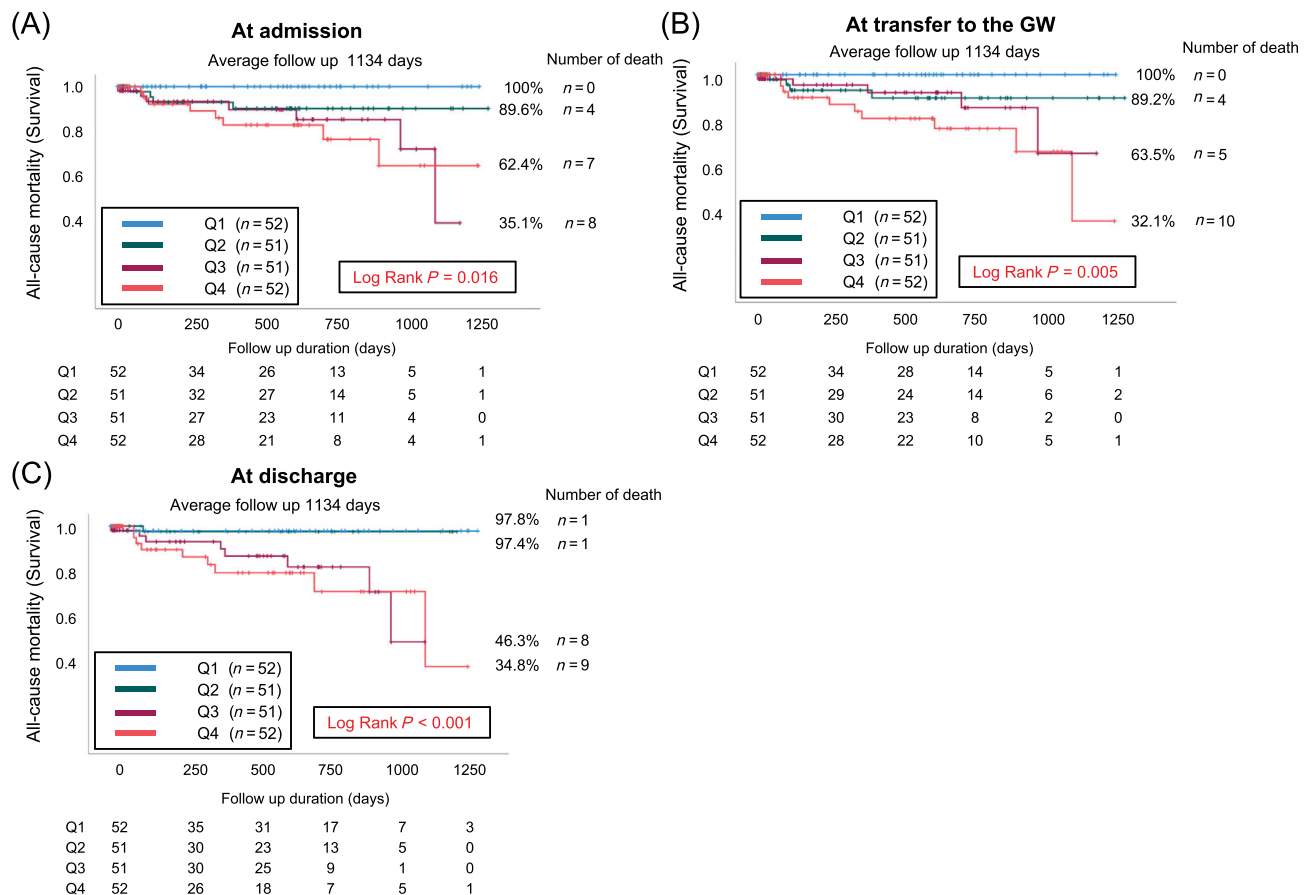 (A)
At admission
Average follow up 1134 days
Number of death
All-cause mortality (Survival)
1.0
0.8
0.6
0.4
100% n=0
89.6% n=4
62.4% n=7
35.1% n=8
Q1 (n=52)
Q2 (n=51)
Q3 (n=51)
Q4 (n=52)
Log Rank P = 0.016
0 250 500 750 1000 1250
Follow up duration (days)
Q1 52 34 26 13 5 1
Q2 51 32 27 14 5 1
Q3 51 27 23 11 4 0
Q4 52 28 21 8 4 1
(B)
At transfer to the GW
Average follow up 1134 days
Number of death
All-cause mortality (Survival)
1.0
0.8
0.6
0.4
100% n=0
89.2% n=4
63.5% n=5
32.1% n=10
Q1 (n=52)
Q2 (n=51)
Q3 (n=51)
Q4 (n=52)
Log Rank P = 0.005
0 250 500 750 1000 1250
Follow up duration (days)
Q1 52 34 28 14 5 1
Q2 51 29 24 14 6 2
Q3 51 30 23 8 2 0
Q4 52 28 22 10 5 1
(C)
At discharge
Average follow up 1134 days
Number of death
All-cause mortality (Survival)
1.0
0.8
0.6
0.4
97.8% n=1
97.4% n=1
46.3% n=8
34.8% n=9
Q1 (n=52)
Q2 (n=51)
Q3 (n=51)
Q4 (n=52)
Log Rank P < 0.001
0 250 500 750 1000 1250
Follow up duration (days)
Q1 52 35 31 17 7 3
Q2 51 30 23 13 5 0
Q3 51 30 25 9 1 0
Q4 52 26 18 7 5 1